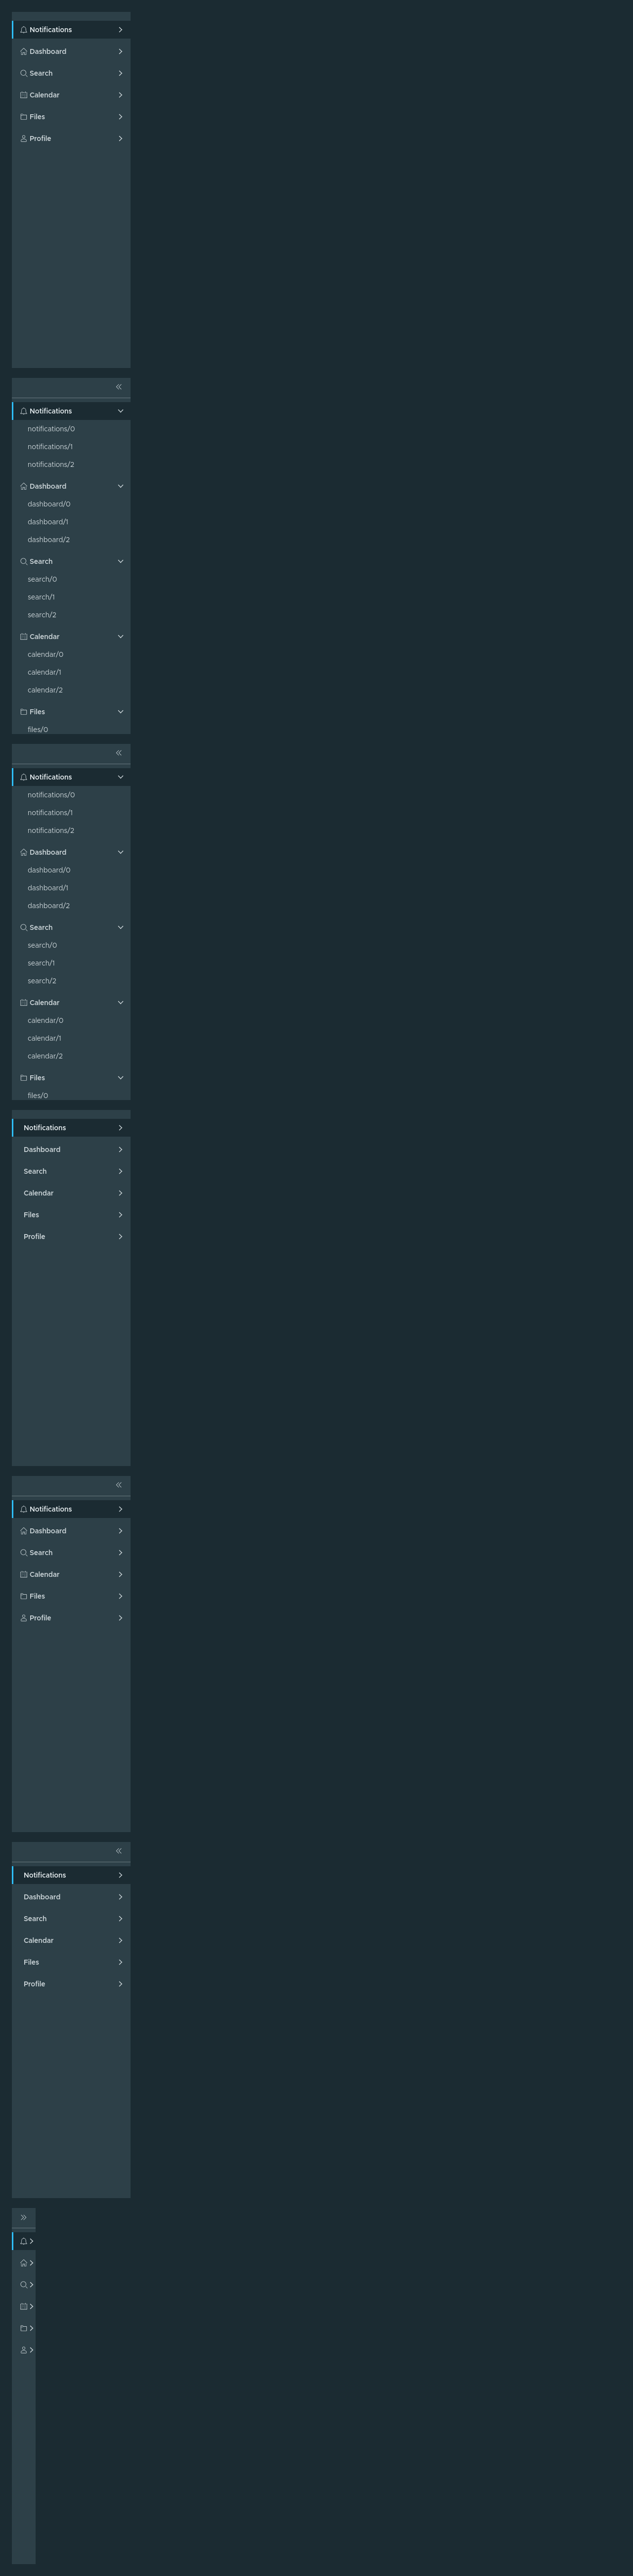 Notifications
Dashboard
Search
Calendar
Files
Profile
Notifications
notifications/0
notifications/1
notifications/2
Dashboard
dashboard/0
dashboard/1
dashboard/2
Search
search/0
search/1
search/2
Calendar
calendar/0
calendar/1
calendar/2
Files
files/0
Notifications
notifications/0
notifications/1
notifications/2
Dashboard
dashboard/0
dashboard/1
dashboard/2
Search
search/0
search/1
search/2
Calendar
calendar/0
calendar/1
calendar/2
Files
files/0
Notifications
Dashboard
Search
Calendar
Files
Profile
Notifications
Dashboard
Search
Calendar
Files
Profile
Notifications
Dashboard
Search
Calendar
Files
Profile